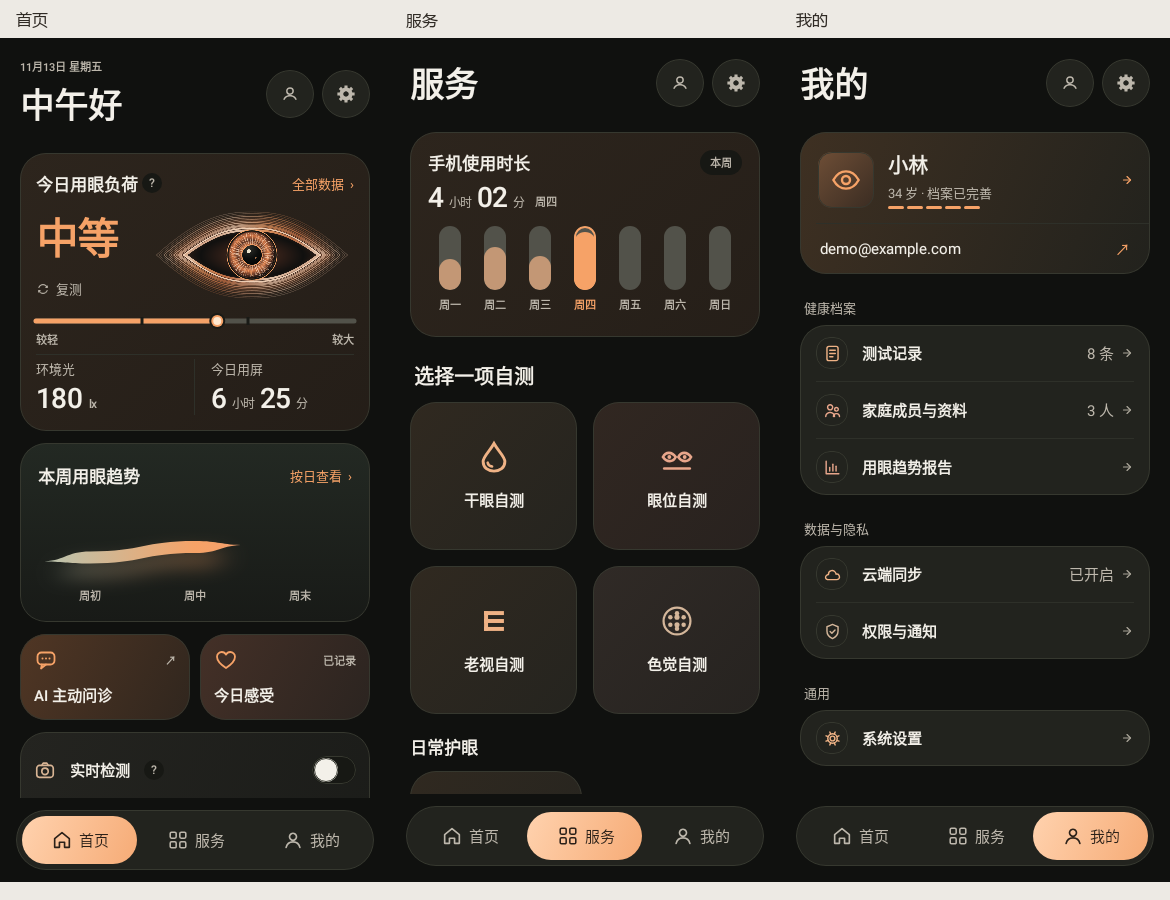 首页
11月13日 星期五
中午好
今日用眼负荷 ?
全部数据 ›
中等
复测
较轻
较大
环境光
180 lx
今日用屏
6 小时 25 分
本周用眼趋势
按日查看 ›
周初
周中
周末
AI 主动问诊
已记录
今日感受
实时检测 ?
首页
服务
我的
服务
服务
手机使用时长
本周
4 小时 02 分 周四
周一
周二
周三
周四
周五
周六
周日
选择一项自测
干眼自测
眼位自测
老视自测
色觉自测
日常护眼
首页
服务
我的
我的
我的
小林
34 岁 · 档案已完善
demo@example.com
健康档案
测试记录
8 条
家庭成员与资料
3 人
用眼趋势报告
数据与隐私
云端同步
已开启
权限与通知
通用
系统设置
首页
服务
我的